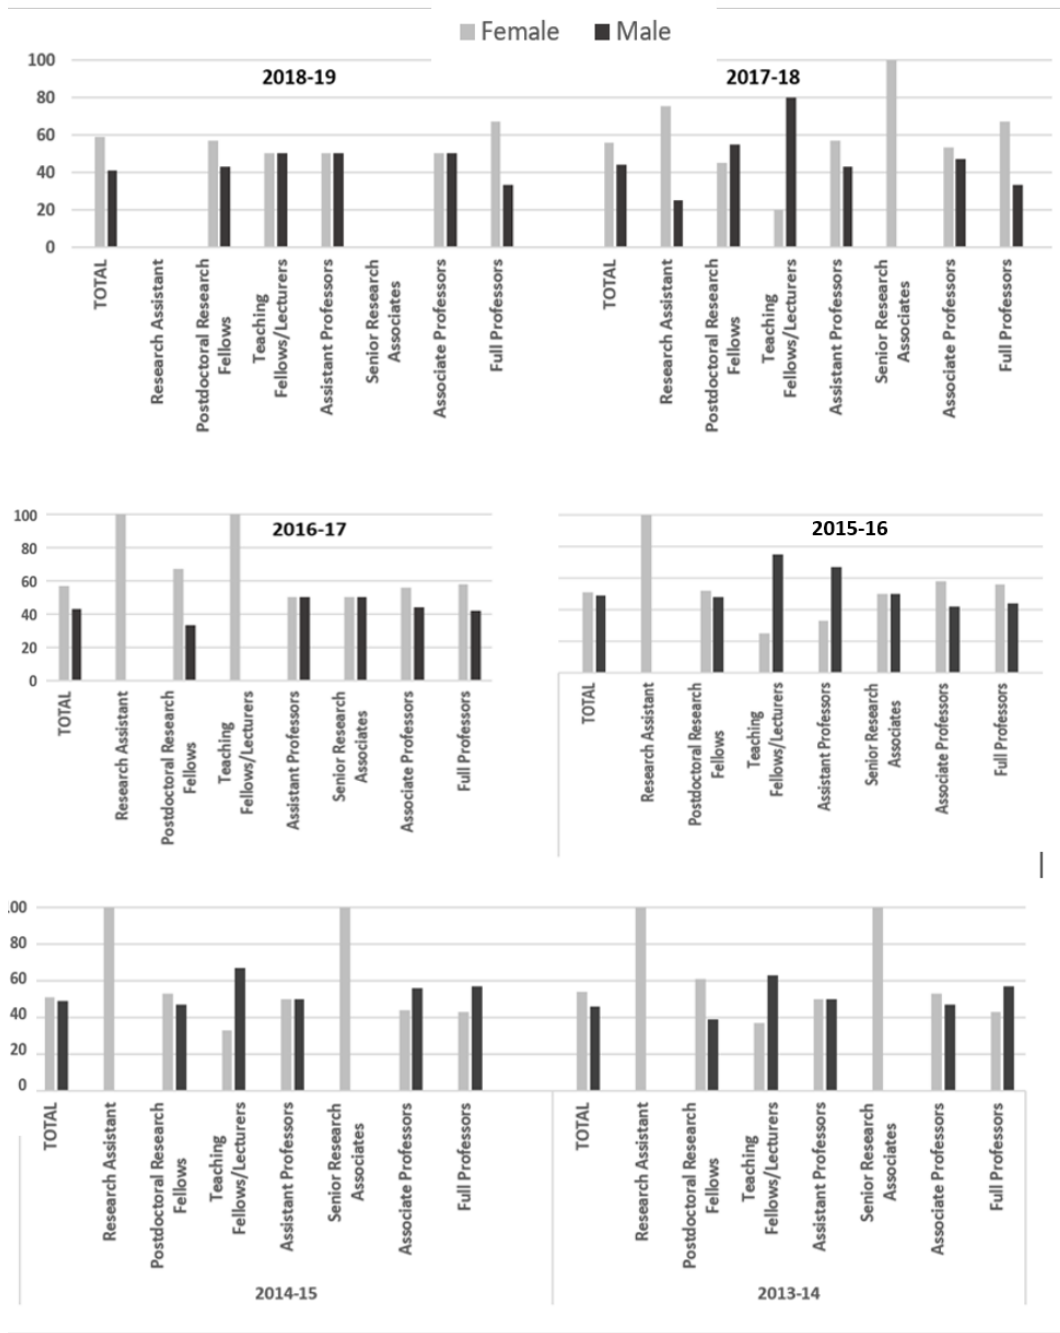 Female Male
2018-19 2017-18
100
80
60
40
20
0
TOTAL
Research Assistant
Postdoctoral Research
Fellows
Teaching
Fellows/Lecturers
Assistant Professors
Senior Research
Associates
Associate Professors
Full Professors
TOTAL
Research Assistant
Postdoctoral Research
Fellows
Teaching
Fellows/Lecturers
Assistant Professors
Senior Research
Associates
Associate Professors
Full Professors
2016-17 2015-16
100
80
60
40
20
0
TOTAL
Research Assistant
Postdoctoral Research
Fellows
Teaching
Fellows/Lecturers
Assistant Professors
Senior Research
Associates
Associate Professors
Full Professors
TOTAL
Research Assistant
Postdoctoral Research
Fellows
Teaching
Fellows/Lecturers
Assistant Professors
Senior Research
Associates
Associate Professors
Full Professors
.00
80
60
40
20
0
TOTAL
Research Assistant
Postdoctoral Research
Fellows
Teaching
Fellows/Lecturers
Assistant Professors
Senior Research
Associates
Associate Professors
Full Professors
TOTAL
Research Assistant
Postdoctoral Research
Fellows
Teaching
Fellows/Lecturers
Assistant Professors
Senior Research
Associates
Associate Professors
Full Professors
2014-15 2013-14